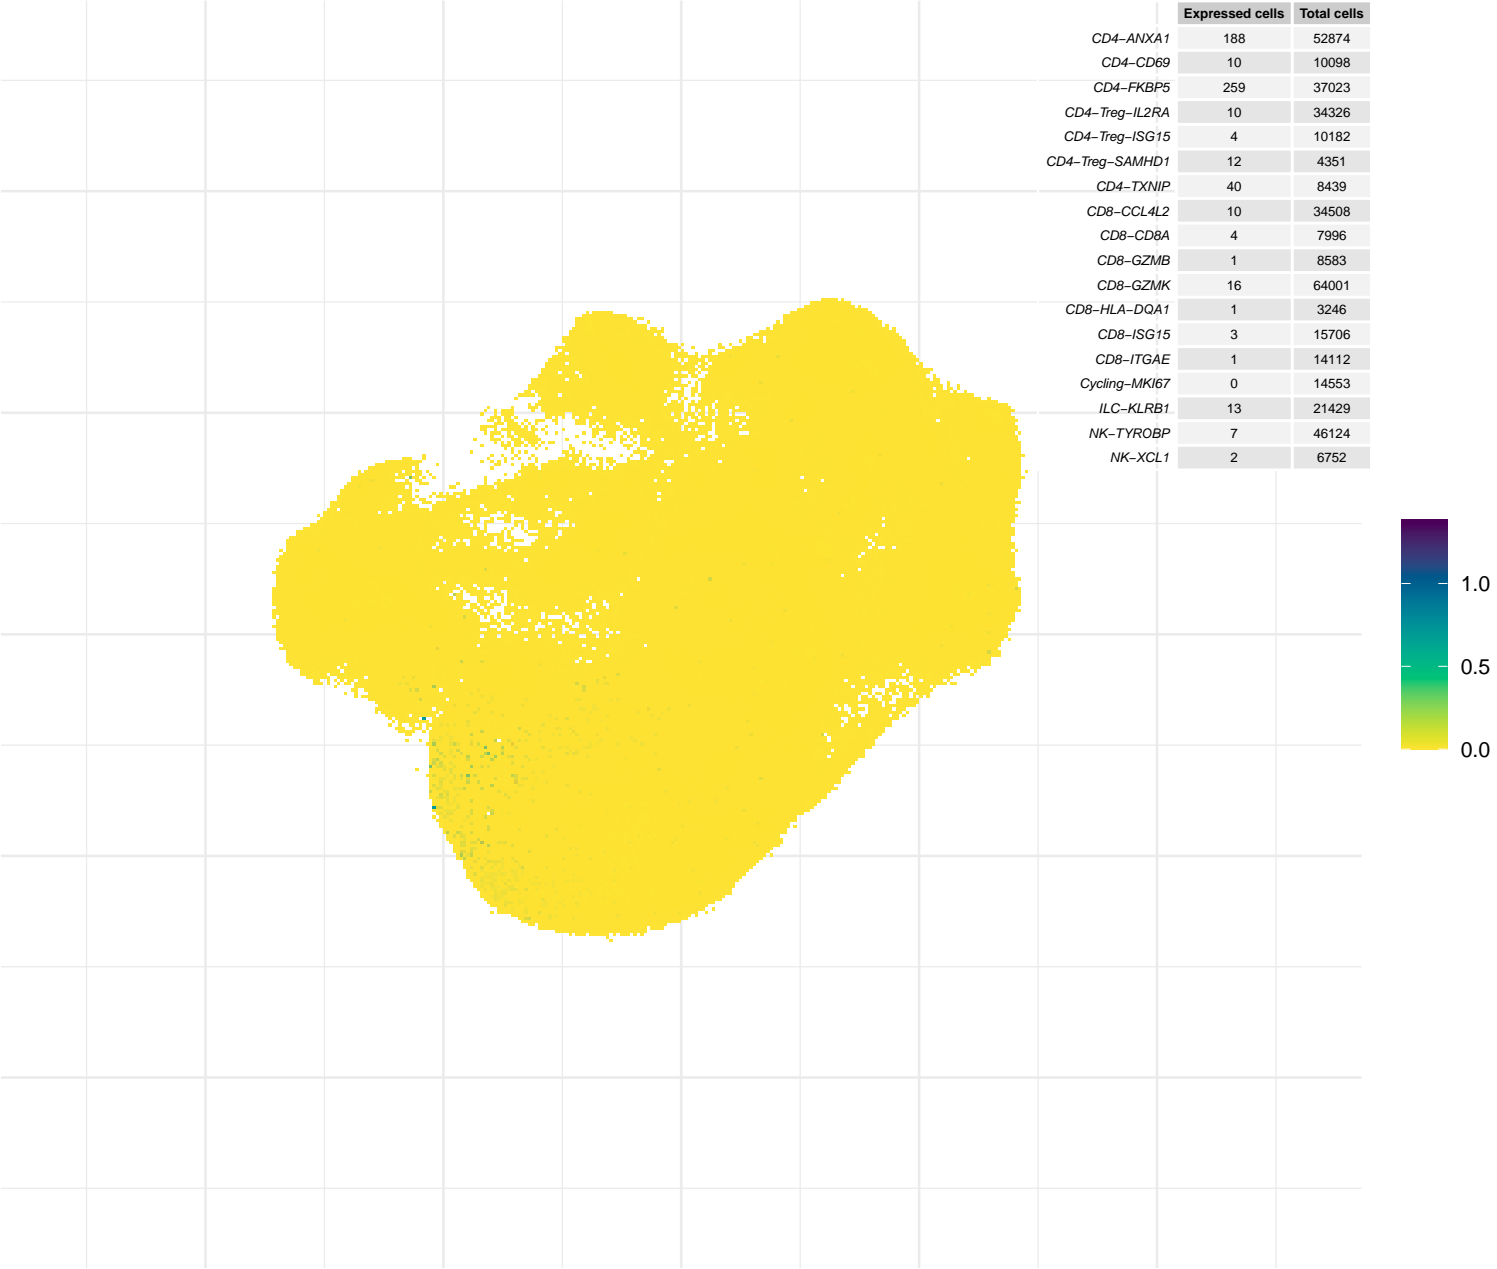 Expressed cells Total cells
CD4−ANXA1 188 52874
CD4−CD69 10 10098
CD4−FKBP5 259 37023
CD4−Treg−IL2RA 10 34326
CD4−Treg−ISG15 4 10182
CD4−Treg−SAMHD1 12 4351
CD4−TXNIP 40 8439
CD8−CCL4L2 10 34508
CD8−CD8A 4 7996
CD8−GZMB 1 8583
CD8−GZMK 16 64001
CD8−HLA−DQA1 1 3246
CD8−ISG15 3 15706
CD8−ITGAE 1 14112
Cycling−MKI67 0 14553
ILC−KLRB1 13 21429
NK−TYROBP 7 46124
NK−XCL1 2 6752
1.0
0.5
0.0